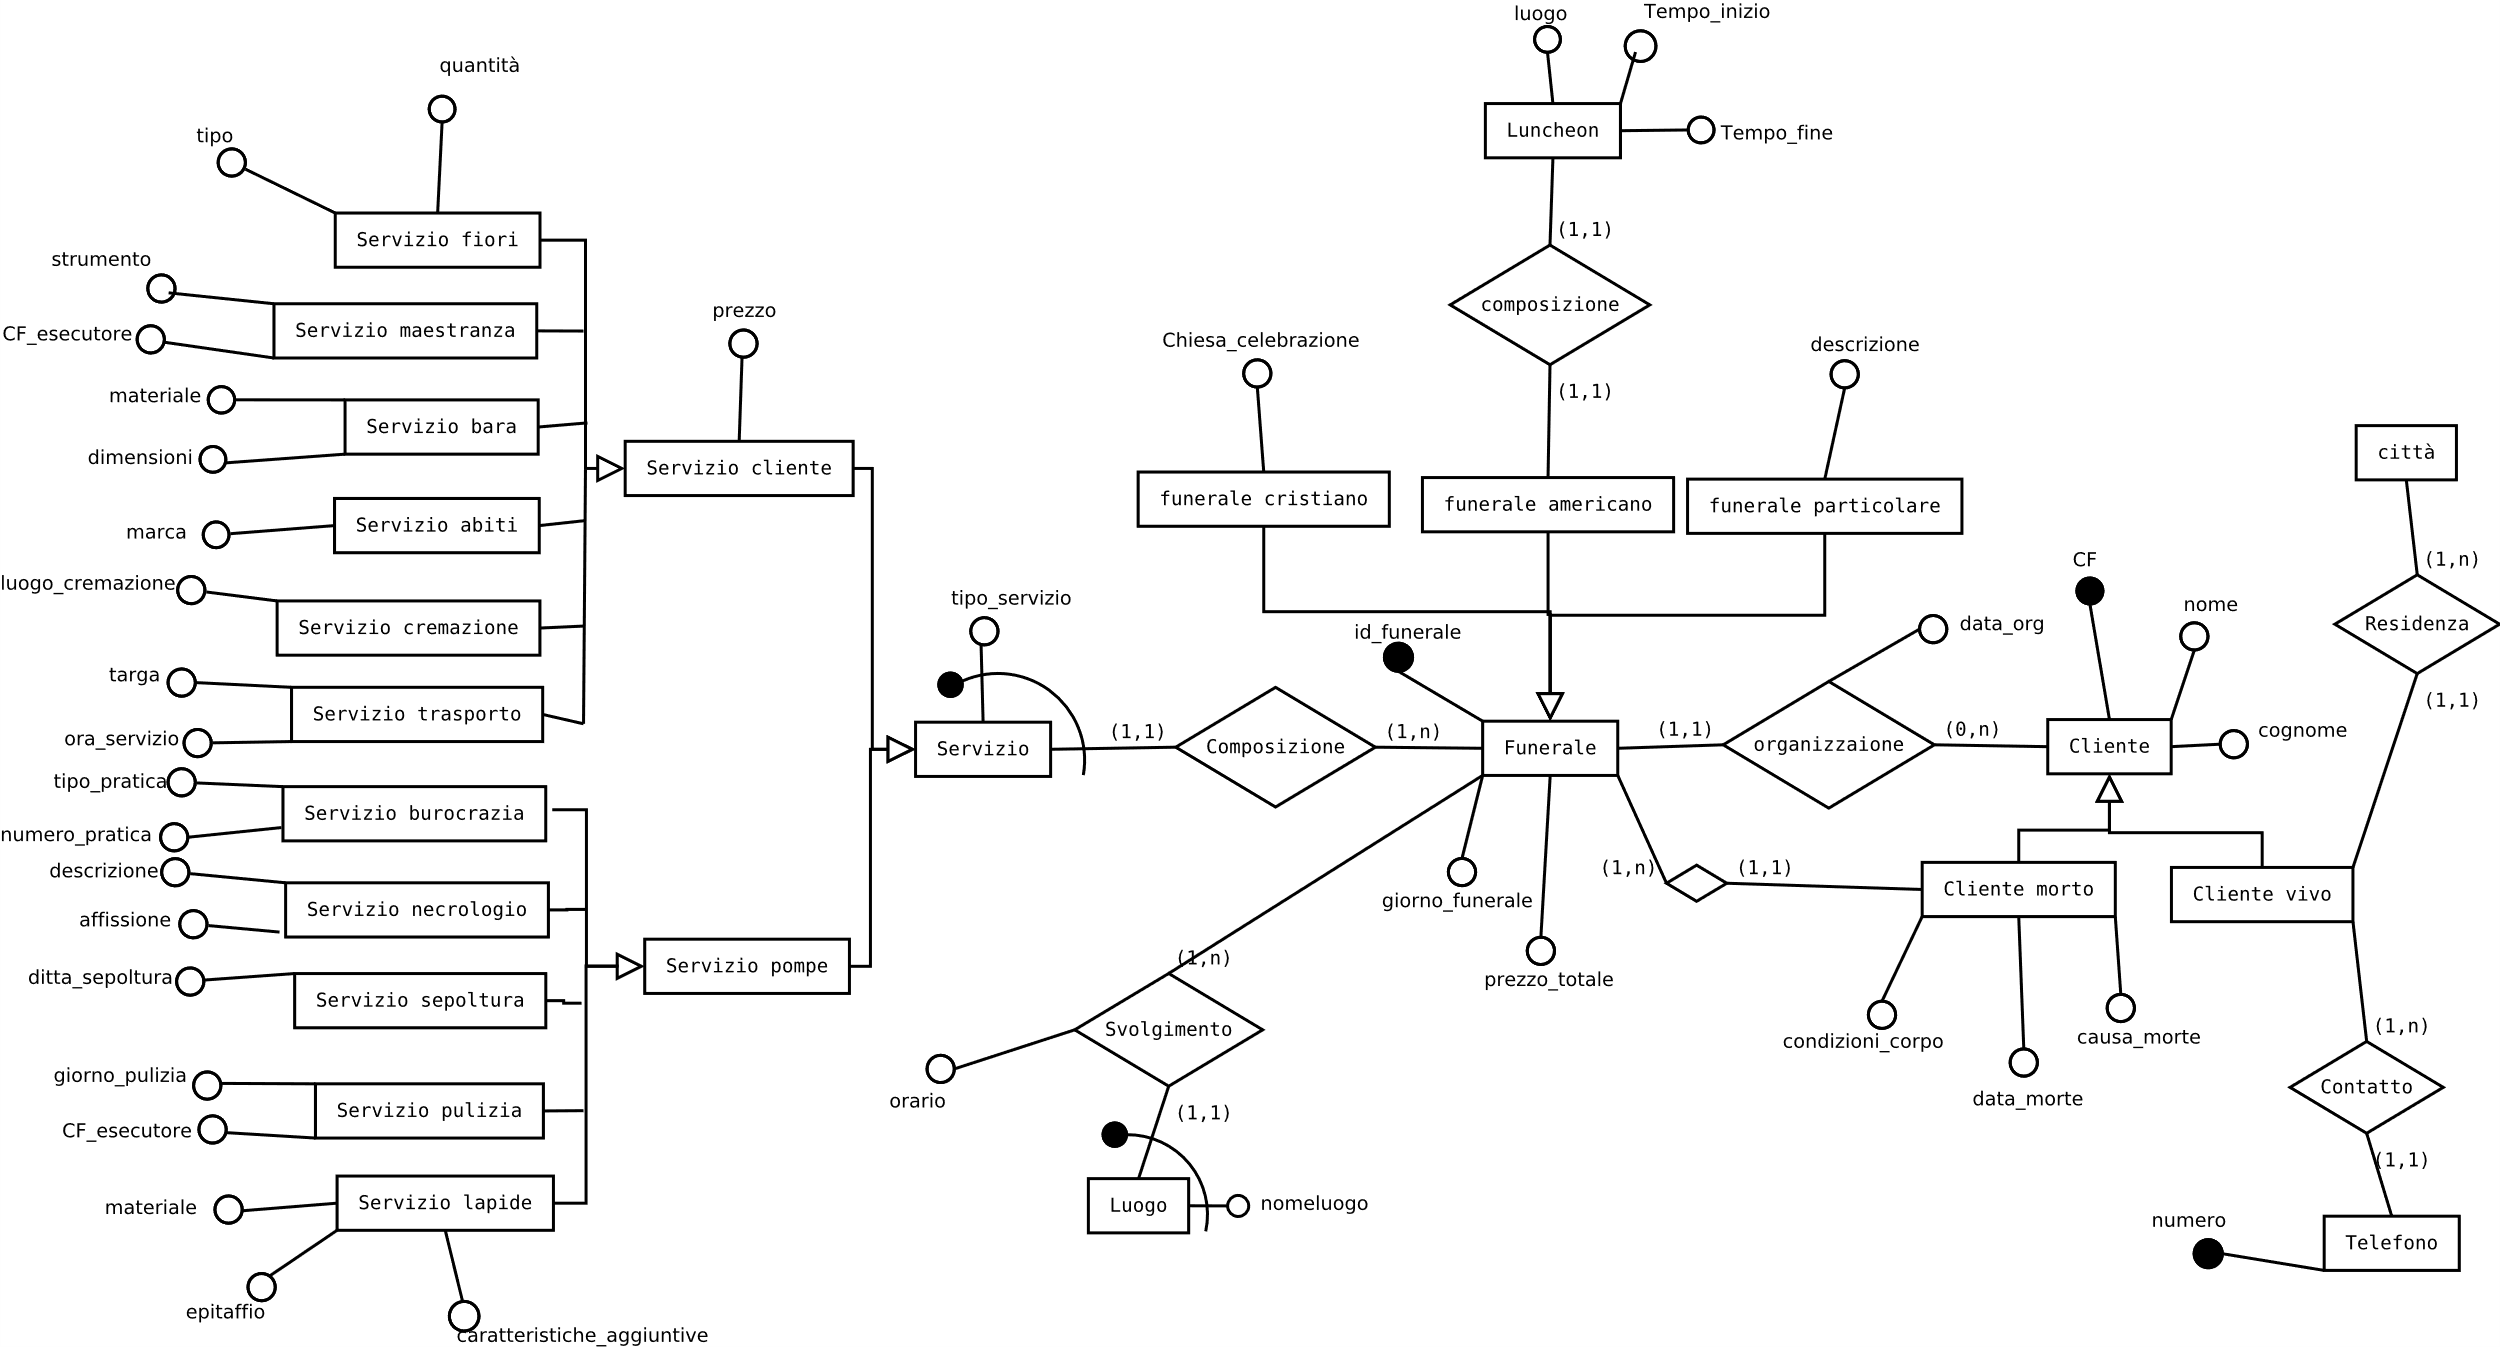 luogo
Tempo_inizio
quantità
Luncheon
Tempo_fine
tipo
Servizio fiori
(1,1)
strumento
composizione
prezzo
CF_esecutore
Servizio maestranza
Chiesa_celebrazione
descrizione
materiale
(1,1)
Servizio bara
dimensioni
Servizio cliente
città
funerale cristiano
funerale americano
funerale particolare
marca
Servizio abiti
CF
(1,n)
luogo_cremazione
tipo_servizio
nome
Servizio cremazione
id_funerale
data_org
Residenza
targa
(1,1)
Servizio trasporto
ora_servizio
(1,1)
(1,n)
(1,1)
(0,n)
cognome
Servizio
Composizione
Funerale
organizzaione
Cliente
tipo_pratica
Servizio burocrazia
numero_pratica
descrizione
(1,n)
(1,1)
Cliente morto
Cliente vivo
giorno_funerale
Servizio necrologio
affissione
(1,n)
Servizio pompe
ditta_sepoltura
prezzo_totale
Servizio sepoltura
Svolgimento
(1,n)
condizioni_corpo
causa_morte
giorno_pulizia
Contatto
orario
data_morte
Servizio pulizia
(1,1)
CF_esecutore
(1,1)
materiale
Servizio lapide
Luogo
nomeluogo
numero
Telefono
epitaffio
caratteristiche_aggiuntive